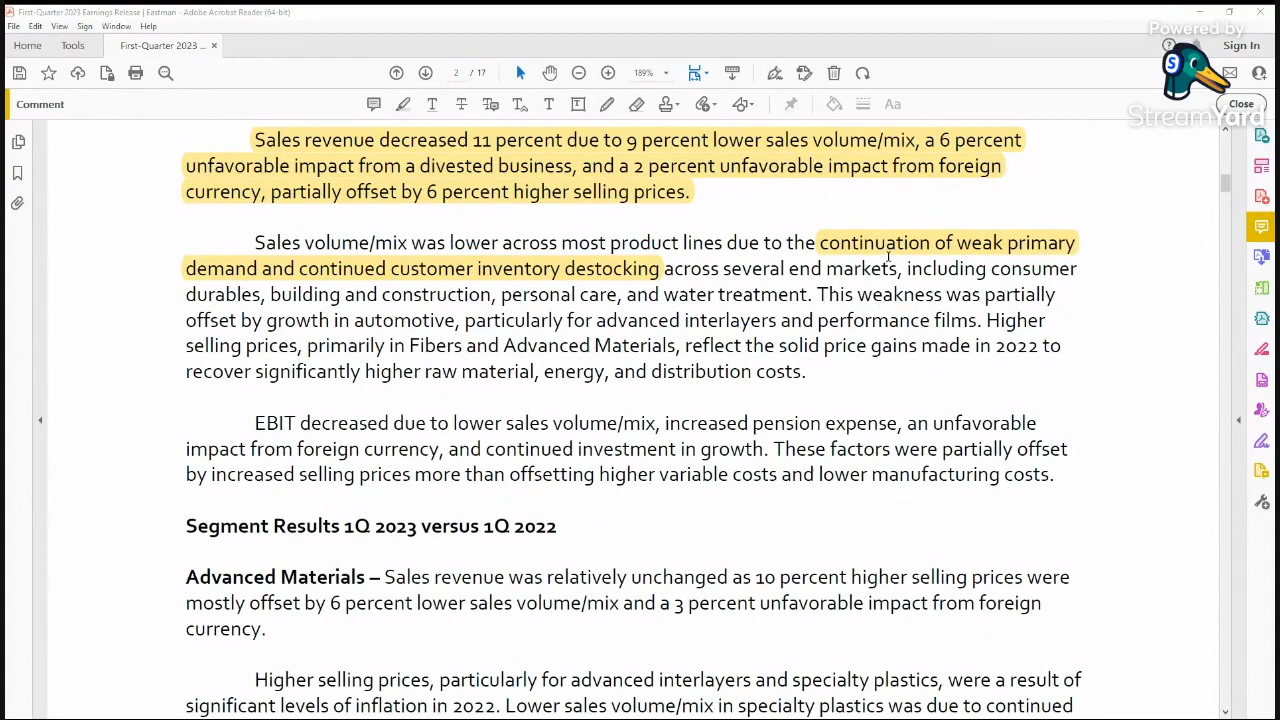 First-Quarter 2023 Earnings Release | Eastman - Adobe Acrobat Reader (64-bit)
File Edit View Sign Window Help
Powered by
Home Tools First-Quarter 2023 ... × Sign In
2 / 17 189%
StreamYard
Comment Aa Close
Sales revenue decreased 11 percent due to 9 percent lower sales volume/mix, a 6 percent
unfavorable impact from a divested business, and a 2 percent unfavorable impact from foreign
currency, partially offset by 6 percent higher selling prices.
Sales volume/mix was lower across most product lines due to the continuation of weak primary
demand and continued customer inventory destocking across several end markets, including consumer
durables, building and construction, personal care, and water treatment. This weakness was partially
offset by growth in automotive, particularly for advanced interlayers and performance films. Higher
selling prices, primarily in Fibers and Advanced Materials, reflect the solid price gains made in 2022 to
recover significantly higher raw material, energy, and distribution costs.
EBIT decreased due to lower sales volume/mix, increased pension expense, an unfavorable
impact from foreign currency, and continued investment in growth. These factors were partially offset
by increased selling prices more than offsetting higher variable costs and lower manufacturing costs.
Segment Results 1Q 2023 versus 1Q 2022
Advanced Materials – Sales revenue was relatively unchanged as 10 percent higher selling prices were
mostly offset by 6 percent lower sales volume/mix and a 3 percent unfavorable impact from foreign
currency.
Higher selling prices, particularly for advanced interlayers and specialty plastics, were a result of
significant levels of inflation in 2022. Lower sales volume/mix in specialty plastics was due to continued